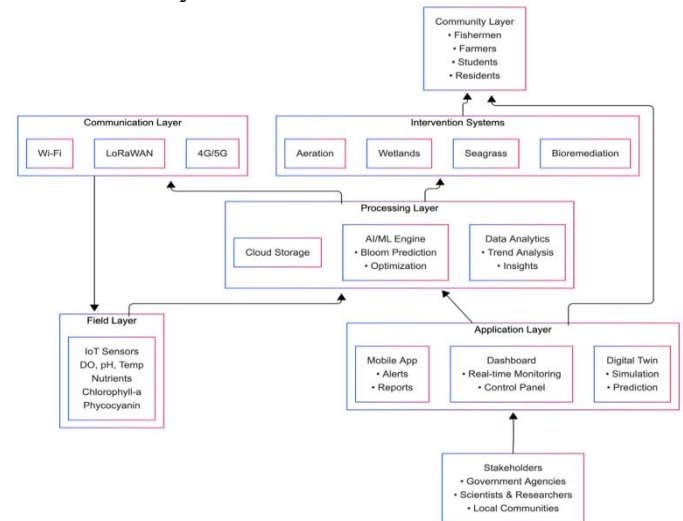 Community Layer
• Fishermen
• Farmers
• Students
• Residents
Communication Layer
Wi-Fi
LoRaWAN
4G/5G
Intervention Systems
Aeration
Wetlands
Seagrass
Bioremediation
Processing Layer
Cloud Storage
AI/ML Engine
• Bloom Prediction
• Optimization
Data Analytics
• Trend Analysis
• Insights
Field Layer
IoT Sensors
DO, pH, Temp
Nutrients
Chlorophyll-a
Phycocyanin
Application Layer
Mobile App
• Alerts
• Reports
Dashboard
• Real-time Monitoring
• Control Panel
Digital Twin
• Simulation
• Prediction
Stakeholders
• Government Agencies
• Scientists & Researchers
• Local Communities